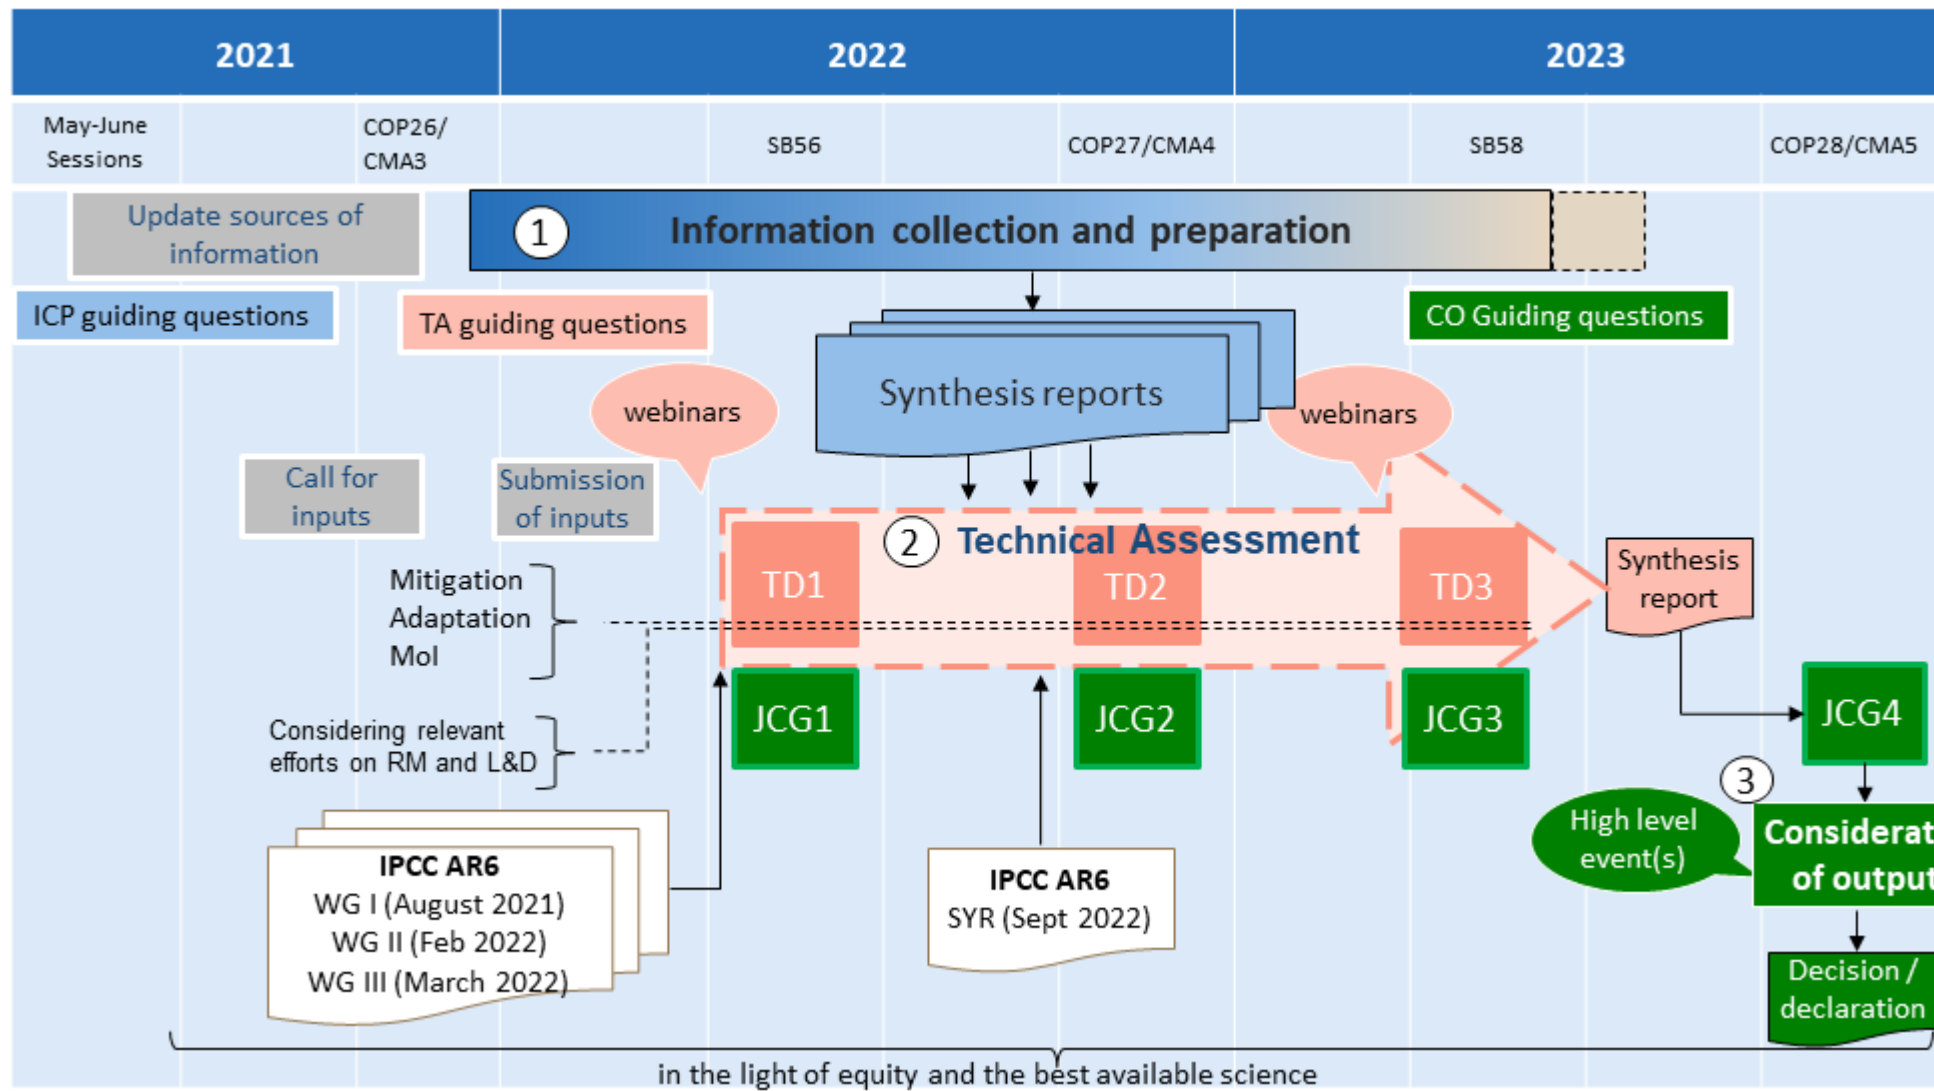 2021
2022
2023
May-June
Sessions
COP26/
CMA3
SB56
COP27/CMA4
SB58
COP28/CMA5
Update sources of
information
1
Information collection and preparation
ICP guiding questions
TA guiding questions
CO Guiding questions
webinars
Synthesis reports
webinars
Call for
inputs
Submission
of inputs
2
Technical Assessment
TD1
TD2
TD3
Synthesis
report
Mitigation
Adaptation
MoI
JCG1
JCG2
JCG3
JCG4
Considering relevant
efforts on RM and L&D
3
High level
event(s)
Considerat
of output
IPCC AR6
WG I (August 2021)
WG II (Feb 2022)
WG III (March 2022)
IPCC AR6
SYR (Sept 2022)
Decision /
declaration
in the light of equity and the best available science